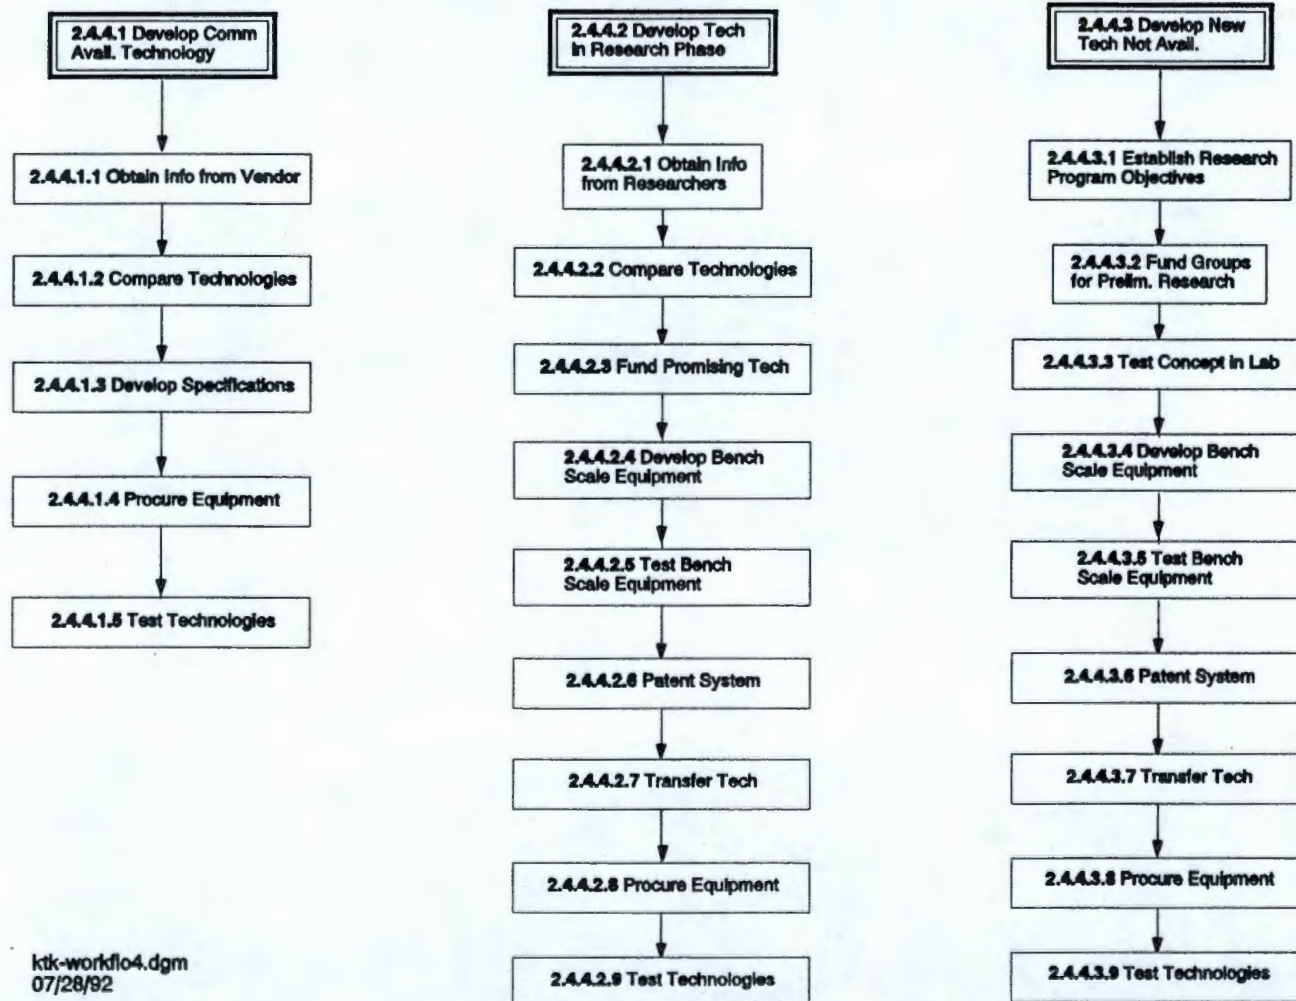 2.4.4.1 Develop Comm
Avail. Technology
2.4.4.1.1 Obtain Info from Vendor
2.4.4.1.2 Compare Technologies
2.4.4.1.3 Develop Specifications
2.4.4.1.4 Procure Equipment
2.4.4.1.5 Test Technologies
2.4.4.2 Develop Tech
In Research Phase
2.4.4.2.1 Obtain Info
from Researchers
2.4.4.2.2 Compare Technologies
2.4.4.2.3 Fund Promising Tech
2.4.4.2.4 Develop Bench
Scale Equipment
2.4.4.2.5 Test Bench
Scale Equipment
2.4.4.2.6 Patent System
2.4.4.2.7 Transfer Tech
2.4.4.2.8 Procure Equipment
2.4.4.2.9 Test Technologies
2.4.4.3 Develop New
Tech Not Avail.
2.4.4.3.1 Establish Research
Program Objectives
2.4.4.3.2 Fund Groups
for Prelim. Research
2.4.4.3.3 Test Concept in Lab
2.4.4.3.4 Develop Bench
Scale Equipment
2.4.4.3.5 Test Bench
Scale Equipment
2.4.4.3.6 Patent System
2.4.4.3.7 Transfer Tech
2.4.4.3.8 Procure Equipment
2.4.4.3.9 Test Technologies
ktk-workflo4.dgm
07/28/92